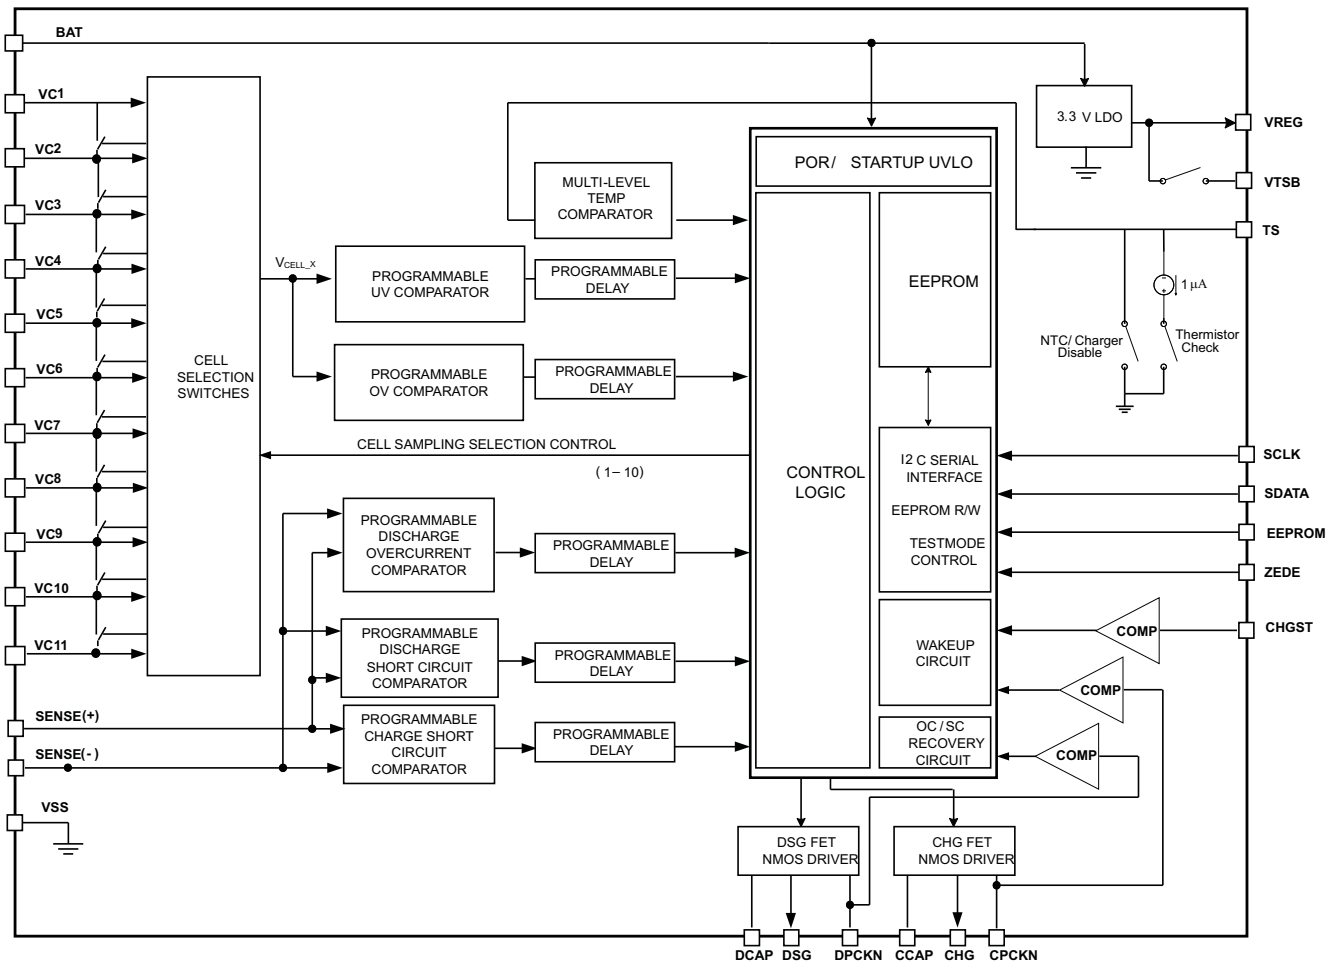 BAT
VC1
VC2
VC3
VC4
VC5
VC6
VC7
VC8
VC9
VC10
VC11
SENSE(+)
SENSE(-)
VSS
CELL
SELECTION
SWITCHES
VCELL_X
MULTI-LEVEL
TEMP
COMPARATOR
PROGRAMMABLE
UV COMPARATOR
PROGRAMMABLE
DELAY
PROGRAMMABLE
OV COMPARATOR
PROGRAMMABLE
DELAY
CELL SAMPLING SELECTION CONTROL
(1–10)
PROGRAMMABLE
DISCHARGE
OVERCURRENT
COMPARATOR
PROGRAMMABLE
DELAY
PROGRAMMABLE
DISCHARGE
SHORT CIRCUIT
COMPARATOR
PROGRAMMABLE
DELAY
PROGRAMMABLE
CHARGE SHORT
CIRCUIT
COMPARATOR
PROGRAMMABLE
DELAY
POR/ STARTUP UVLO
CONTROL
LOGIC
EEPROM
I2C SERIAL
INTERFACE
EEPROM R/W
TESTMODE
CONTROL
WAKEUP
CIRCUIT
OC/SC
RECOVERY
CIRCUIT
3.3 V LDO
NTC/ Charger
Disable
1 µA
Thermistor
Check
COMP
COMP
COMP
VREG
VTSB
TS
SCLK
SDATA
EEPROM
ZEDE
CHGST
DSG FET
NMOS DRIVER
CHG FET
NMOS DRIVER
DCAP
DSG
DPCKN
CCAP
CHG
CPCKN